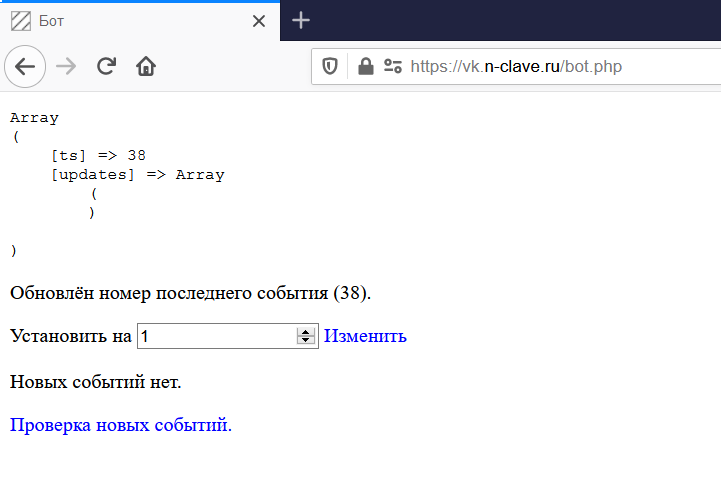 Бот
https://vk.n-clave.ru/bot.php
Array
(
[ts] => 38
[updates] => Array
(
)
)
Обновлён номер последнего события (38).
Установить на 1 Изменить
Новых событий нет.
Проверка новых событий.